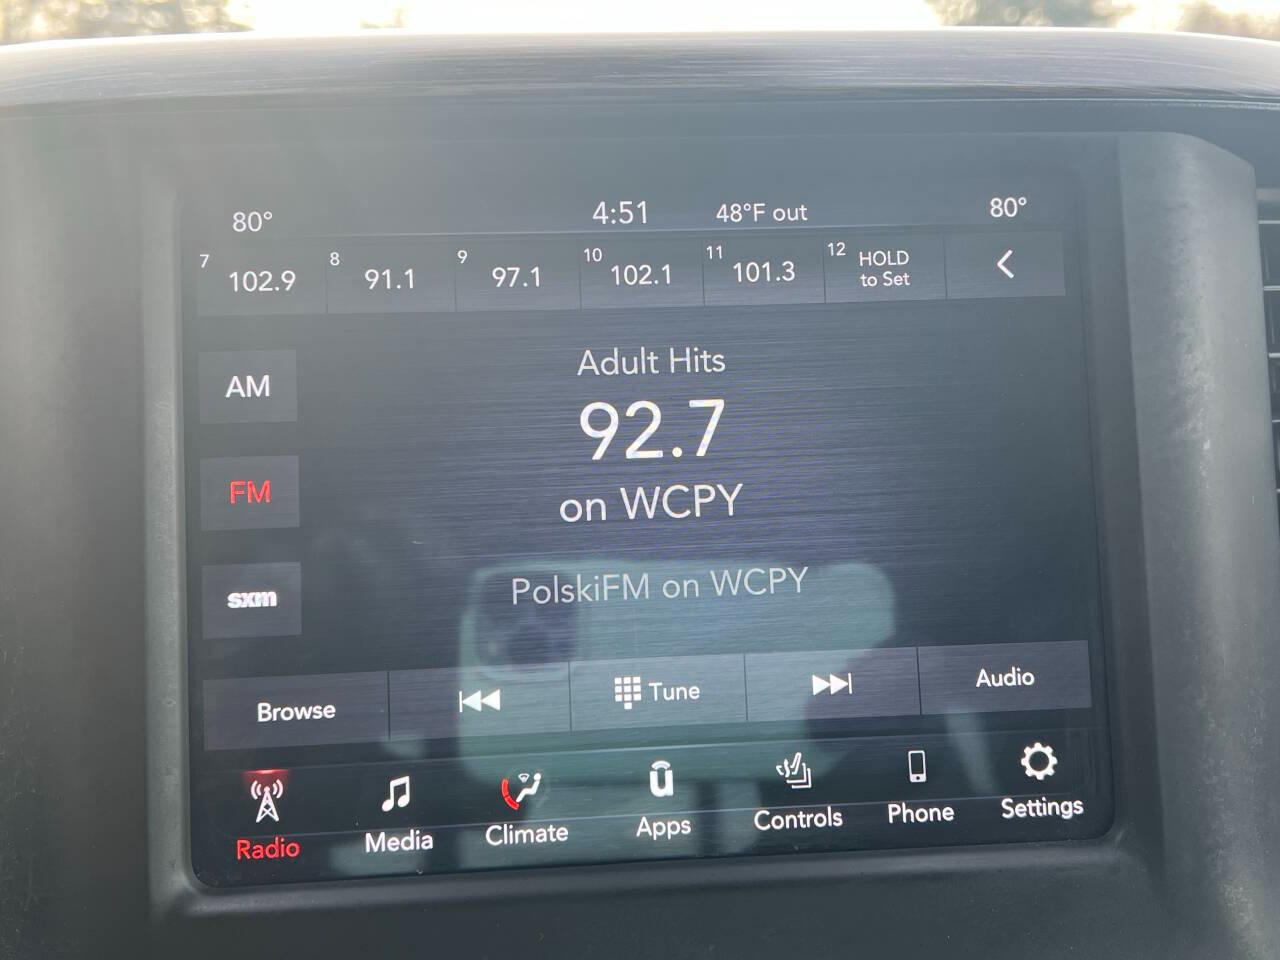 80° 4:51 48°F out 80°
7 102.9 8 91.1 9 97.1 10 102.1 11 101.3 12 HOLD
to Set
Adult Hits
AM
92.7
FM
on WCPY
PolskiFM on WCPY
sxm
Browse Tune Audio
Radio Media Climate Apps Controls Phone Settings